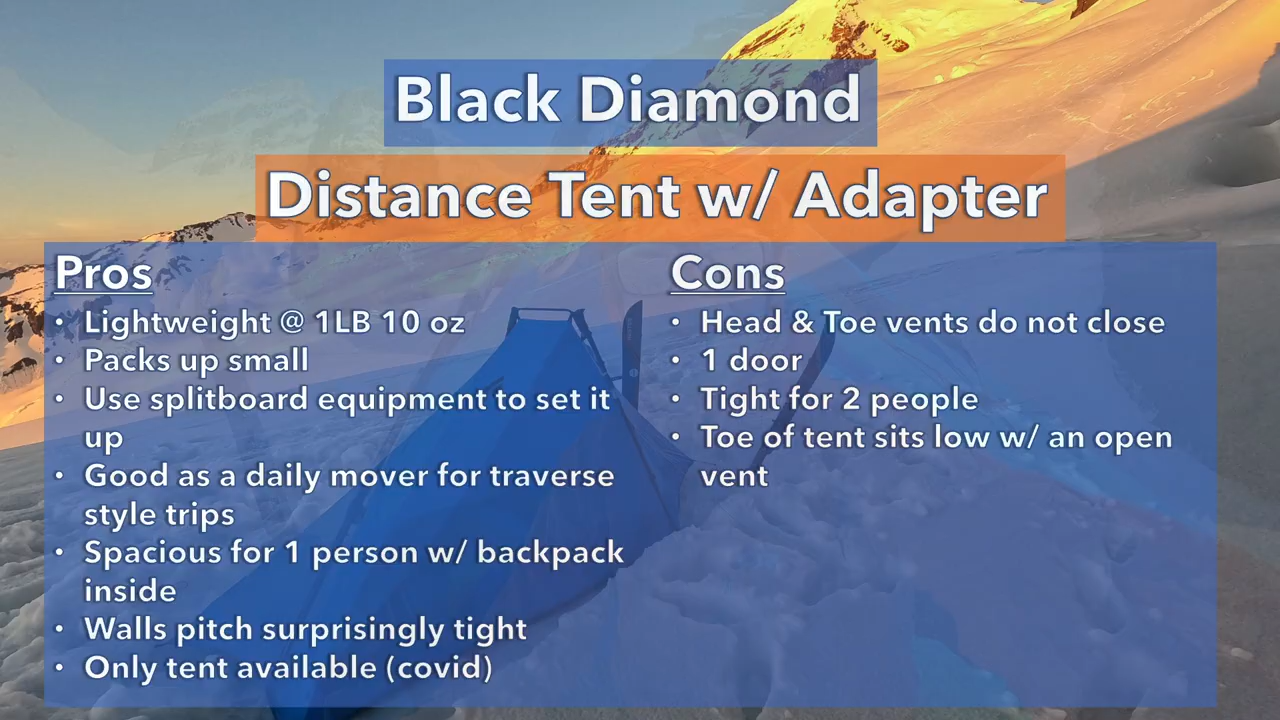 Black Diamond
Distance Tent w/ Adapter
Pros
• Lightweight @ 1LB 10 oz
• Packs up small
• Use splitboard equipment to set it
up
• Good as a daily mover for traverse
style trips
• Spacious for 1 person w/ backpack
inside
• Walls pitch surprisingly tight
• Only tent available (covid)
Cons
• Head & Toe vents do not close
• 1 door
• Tight for 2 people
• Toe of tent sits low w/ an open
vent